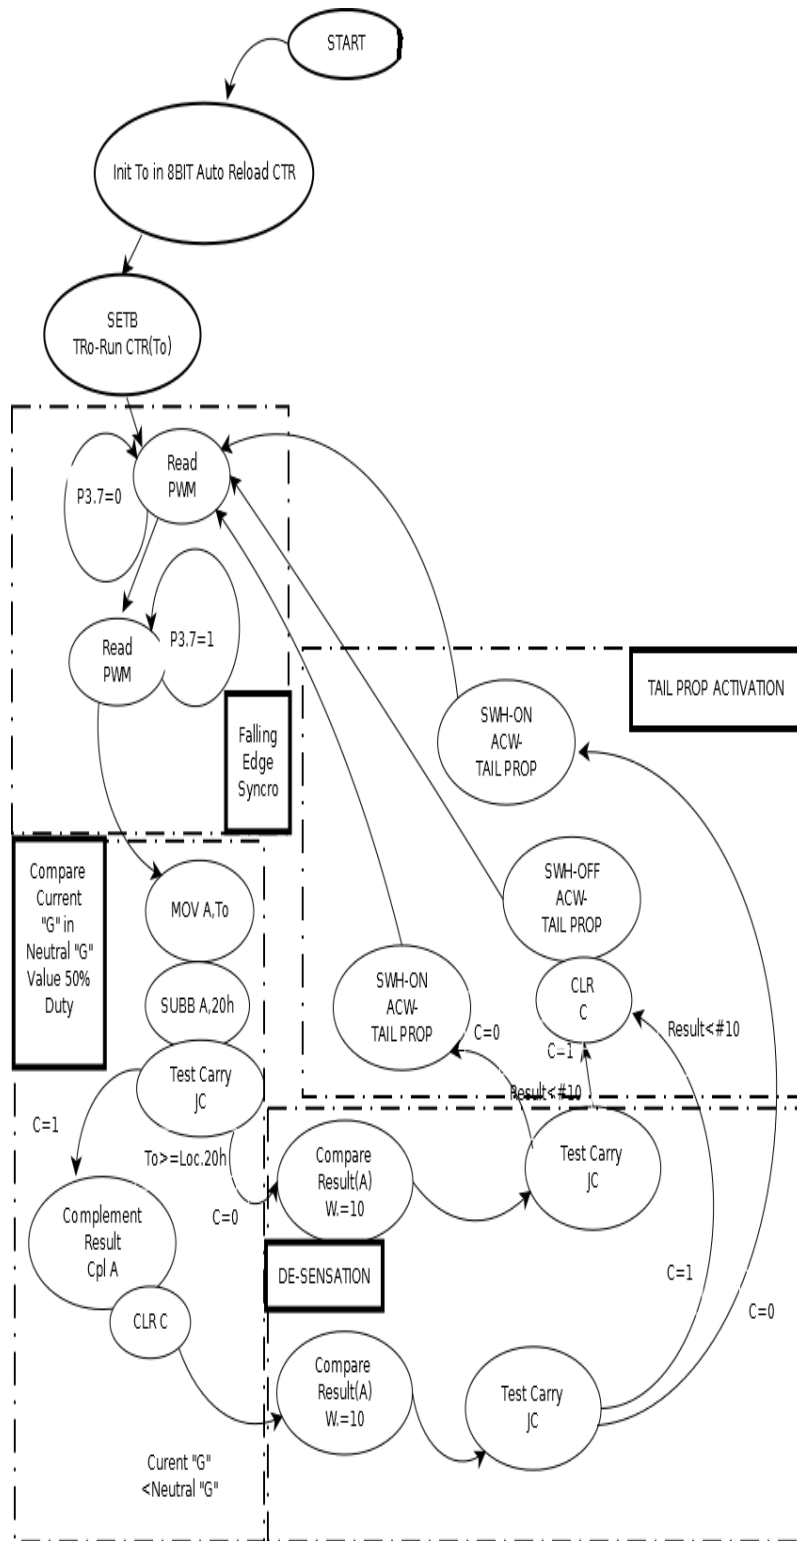 START
Init To in 8BIT Auto Reload CTR
SETB
TRo-Run CTR(To)
Read
PWM
P3.7=0
Read
PWM
P3.7=1
Falling
Edge
Syncro
TAIL PROP ACTIVATION
SWH-ON
ACW-
TAIL PROP
SWH-OFF
ACW-
TAIL PROP
CLR
C
SWH-ON
ACW-
TAIL PROP
C=0
C=1
Result<#10
Result<#10
Compare
Current
"G" in
Neutral "G"
Value 50%
Duty
MOV A,To
SUBB A,20h
Test Carry
JC
C=1
To>=Loc.20h
C=0
Complement
Result
Cpl A
CLR C
Compare
Result(A)
W.=10
Test Carry
JC
DE-SENSATION
C=1
C=0
Compare
Result(A)
W.=10
Test Carry
JC
Curent "G"
<Neutral "G"